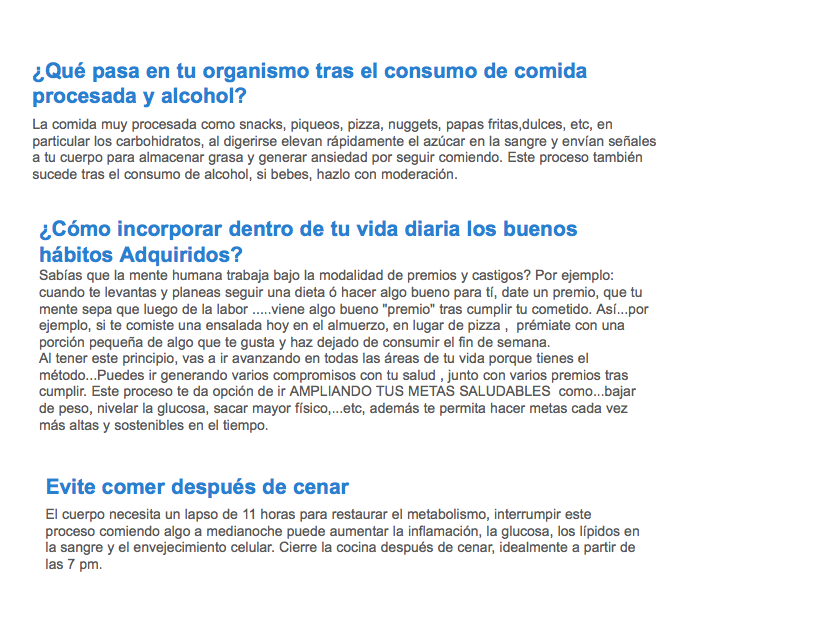 ¿Qué pasa en tu organismo tras el consumo de comida
procesada y alcohol?
La comida muy procesada como snacks, piqueos, pizza, nuggets, papas fritas,dulces, etc, en
particular los carbohidratos, al digerirse elevan rápidamente el azúcar en la sangre y envían señales
a tu cuerpo para almacenar grasa y generar ansiedad por seguir comiendo. Este proceso también
sucede tras el consumo de alcohol, si bebes, hazlo con moderación.
¿Cómo incorporar dentro de tu vida diaria los buenos
hábitos Adquiridos?
Sabías que la mente humana trabaja bajo la modalidad de premios y castigos? Por ejemplo:
cuando te levantas y planeas seguir una dieta ó hacer algo bueno para tí, date un premio, que tu
mente sepa que luego de la labor .....viene algo bueno "premio" tras cumplir tu cometido. Así...por
ejemplo, si te comiste una ensalada hoy en el almuerzo, en lugar de pizza , prémiate con una
porción pequeña de algo que te gusta y haz dejado de consumir el fin de semana.
Al tener este principio, vas a ir avanzando en todas las áreas de tu vida porque tienes el
método...Puedes ir generando varios compromisos con tu salud , junto con varios premios tras
cumplir. Este proceso te da opción de ir AMPLIANDO TUS METAS SALUDABLES como...bajar
de peso, nivelar la glucosa, sacar mayor físico,...etc, además te permita hacer metas cada vez
más altas y sostenibles en el tiempo.
Evite comer después de cenar
El cuerpo necesita un lapso de 11 horas para restaurar el metabolismo, interrumpir este
proceso comiendo algo a medianoche puede aumentar la inflamación, la glucosa, los lípidos en
la sangre y el envejecimiento celular. Cierre la cocina después de cenar, idealmente a partir de
las 7 pm.